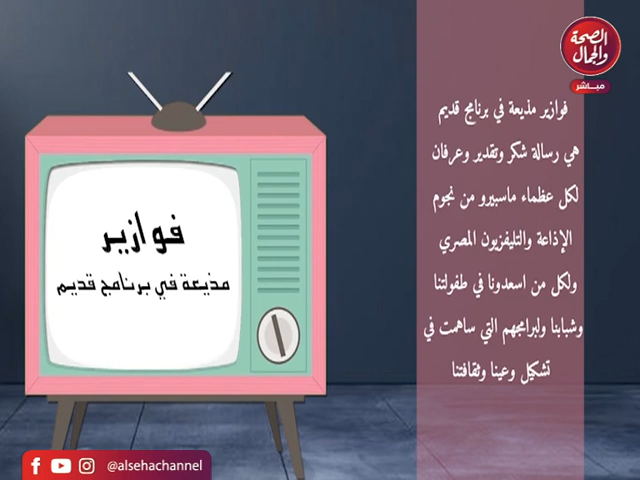 الصحة
والجمال
مباشر
فوازير مذيعة في برنامج قديم
هي رسالة شكر وتقدير وعرفان
لكل عظماء ماسبيرو من نجوم
الإذاعة والتليفزيون المصري
ولكل من اسعدونا في طفولتنا
وشبابنا ولبرامجهم التي ساهمت في
تشكيل وعينا وثقافتنا
فوازير
مذيعة في برنامج قديم
@alsehachannel